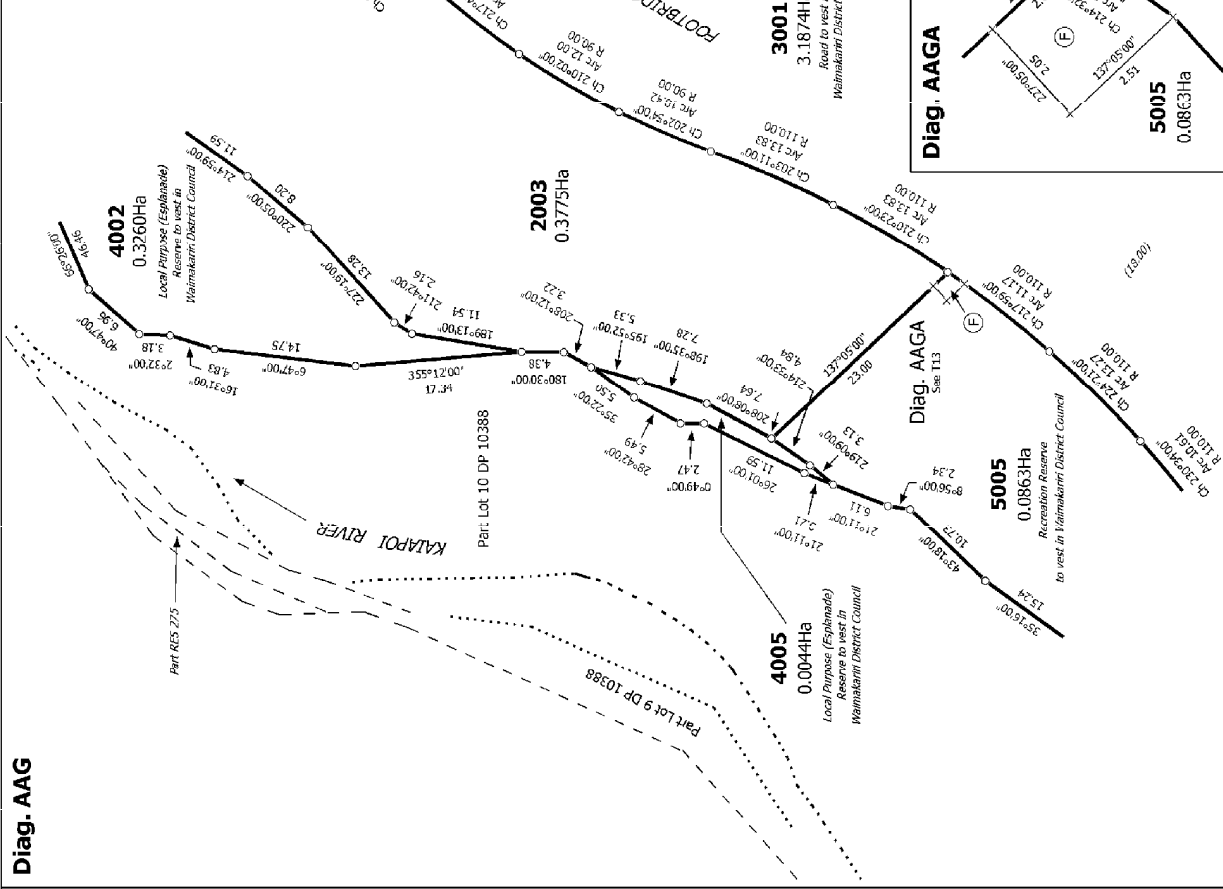 Diag. AAG
Part RES 275
KAIAPOI RIVER
Part Lot 9 DP 10388
Part Lot 10 DP 10388
4002
0.3260Ha
Local Purpose (Esplanade)
Reserve to vest in
Waimakariri District Council
56°26'00" 46.46
40°47'00" 6.96
2°32'00" 3.18
16°31'00" 4.83
6°47'00" 14.75
355°12'00"
214°59'00" 11.59
220°05'00" 8.20
227°19'00" 13.28
211°42'00" 2.16
189°13'00" 11.54
180°30'00" 4.38
208°12'00" 3.22
195°52'00" 5.33
198°35'00" 7.28
208°08'00" 7.64
214°33'00" 4.84
219°09'00" 3.13
35°22'00" 5.50
28°42'00" 5.49
0°49'00" 2.47
26°01'00" 11.59
21°11'00"
21°11'00" 6.11
8°56'00" 2.34
43°18'00" 10.73
35°16'00" 15.24
137°05'00"
23.00
2003
0.3775Ha
FOOTBRIDGE
3001
3.1874H
Road to vest
Waimakariri District
Ch
Ch 217°
Ch 210°02'00"
Arc 12.00
R 90.00
Ch 202°54'00"
Arc 10.42
R 90.00
Ch 203°11'00"
Arc 13.83
R 110.00
Ch 210°23'00"
Arc 13.83
R 110.00
Ch 217°59'00"
Arc 11.17
R 110.00
Ch 224°21'00"
Arc 13.27
R 110.00
Ch 230°34'00"
Arc 10.61
R 110.00
(18.00)
F
Diag. AAGA
See T13
4005
0.0044Ha
Local Purpose (Esplanade)
Reserve to vest in
Waimakariri District Council
5005
0.0863Ha
Recreation Reserve
to vest in Waimakariri District Council
Diag. AAGA
227°05'00"
2.05
137°05'00"
2.51
F
Ch 214°32'
5005
0.0863Ha